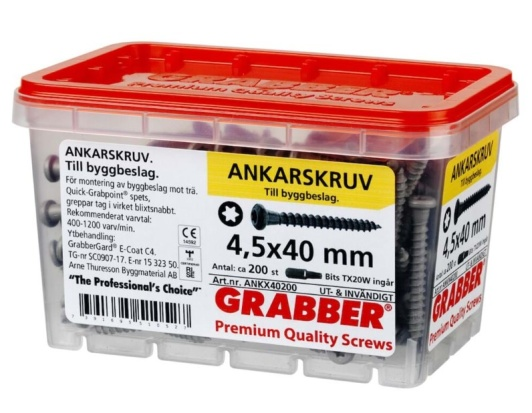 GRABBER
Premium Quality Screws
ANKARSKRUV.
Till byggbeslag.
För montering av byggbeslag mot trä.
Quick-Grabpoint® spets,
greppar tag i virket blixtsnabbt.
Rekommenderat varvtal:
400-1200 varv/min.
Ytbehandling:
GrabberGard® E-Coat C4.
TG-nr SC0907-17. E-nr 15 323 50.
Arne Thuresson Byggmaterial AB
"The Professional's Choice"
CE
ANKARSKRUV
Till byggbeslag.
4,5x40 mm
Antal: ca 200 st
Bits TX20W ingår
Art.nr. ANKX40200
UT- & INVÄNDIGT
GRABBER®
Premium Quality Screws
ANKARSKRUV
Till byggbeslag.
4,5x40 mm